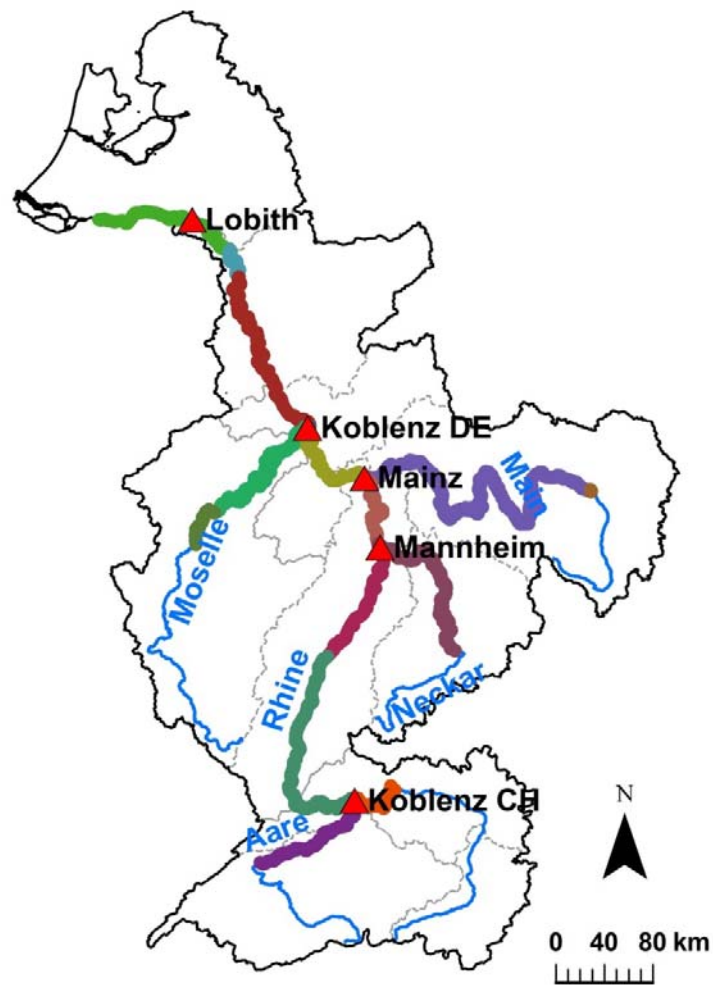 Lobith
Koblenz DE
Mainz
Main
Mannheim
Moselle
Rhine
Neckar
Koblenz CH
Aare
N
0 40 80 km